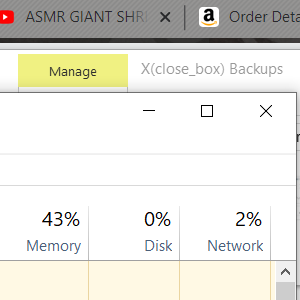 ASMR GIANT SHR
Order Deta
Manage
X(close_box) Backups
43% 0% 2%
Memory Disk Network